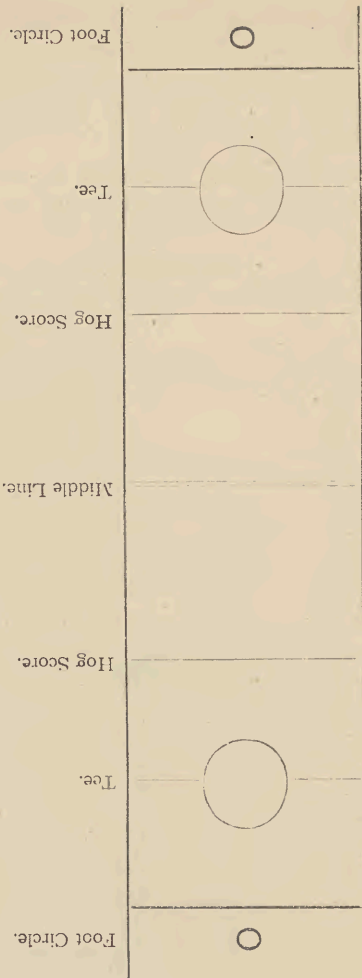 Foot Circle.
Tee.
Hog Score.
Middle Line.
Hog Score.
Tee.
Foot Circle.